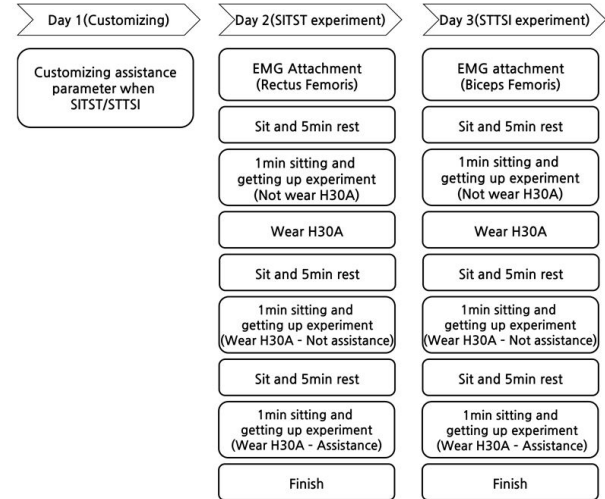 Day 1(Customizing)
Customizing assistance
parameter when
SITST/STTSI
Day 2(SITST experiment)
EMG Attachment
(Rectus Femoris)
Sit and 5min rest
1min sitting and
getting up experiment
(Not wear H30A)
Wear H30A
Sit and 5min rest
1min sitting and
getting up experiment
(Wear H30A - Not assistance)
Sit and 5min rest
1min sitting and
getting up experiment
(Wear H30A - Assistance)
Finish
Day 3(STTSI experiment)
EMG attachment
(Biceps Femoris)
Sit and 5min rest
1min sitting and
getting up experiment
(Not wear H30A)
Wear H30A
Sit and 5min rest
1min sitting and
getting up experiment
(Wear H30A - Not assistance)
Sit and 5min rest
1min sitting and
getting up experiment
(Wear H30A - Assistance)
Finish